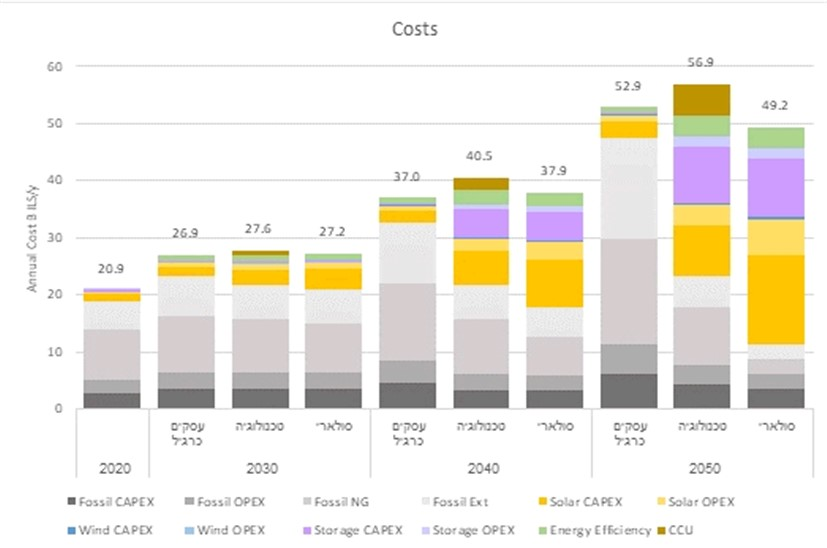 Costs
60
50
40
30
20
10
0
Annual Cost B ILS/y
20.9
26.9
27.6
27.2
37.0
40.5
37.9
52.9
56.9
49.2
עסקים כרגיל
טכנולוגיה
סולארי
עסקים כרגיל
טכנולוגיה
סולארי
עסקים כרגיל
טכנולוגיה
סולארי
2020 2030 2040 2050
Fossil CAPEX Fossil OPEX Fossil NG Fossil Ext Solar CAPEX Solar OPEX
Wind CAPEX Wind OPEX Storage CAPEX Storage OPEX Energy Efficiency CCU